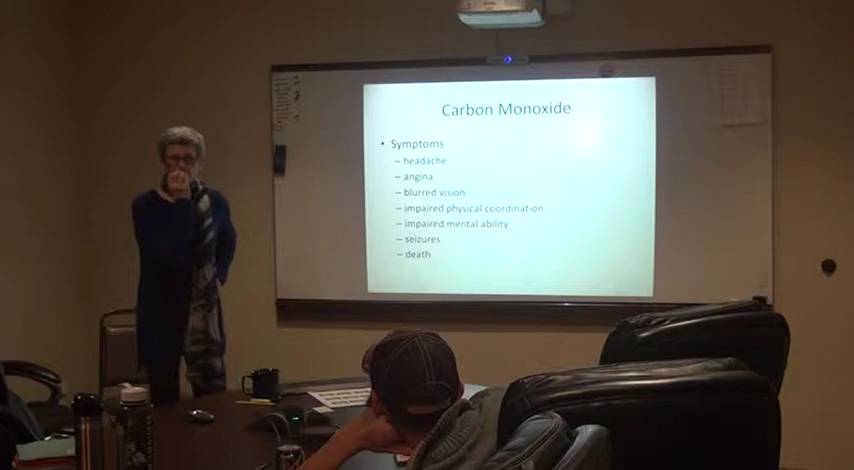 Carbon Monoxide
• Symptoms
– headache
– angina
– blurred vision
– impaired physical coordination
– impaired mental ability
– seizures
– death